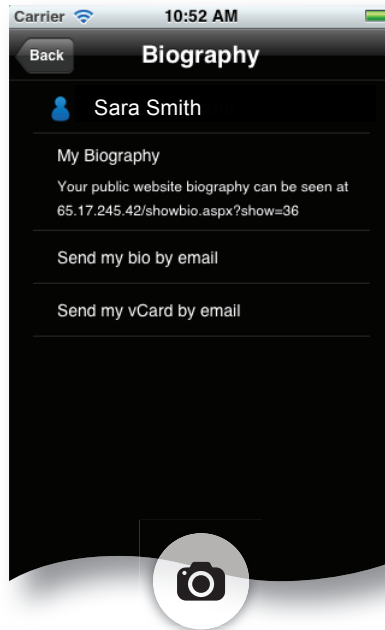 Carrier 10:52 AM
Back Biography
Sara Smith
My Biography
Your public website biography can be seen at
65.17.245.42/showbio.aspx?show=36
Send my bio by email
Send my vCard by email